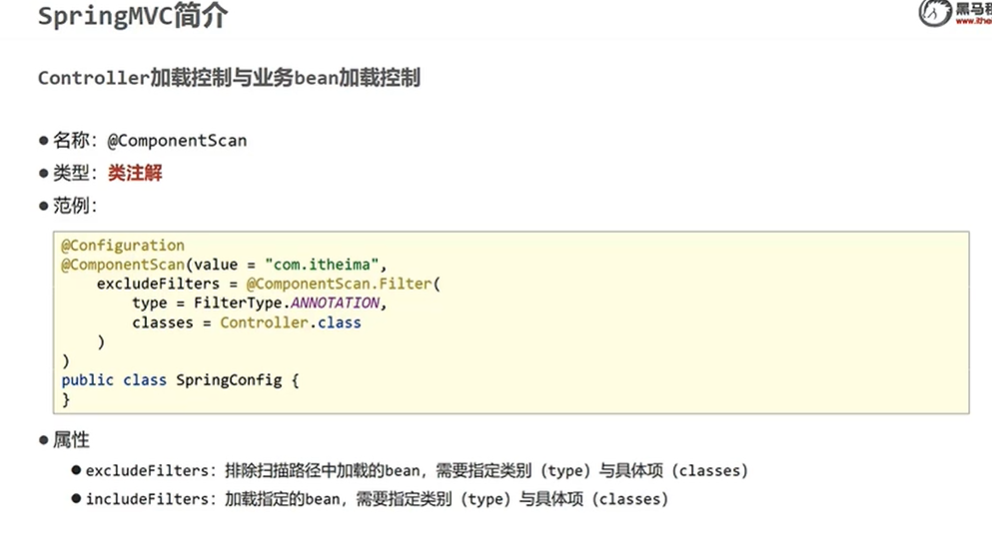 SpringMVC简介
黑马程
www.ithe
Controller加载控制与业务bean加载控制
● 名称：@ComponentScan
● 类型：类注解
● 范例：
@Configuration
@ComponentScan(value = "com.itheima",
    excludeFilters = @ComponentScan.Filter(
        type = FilterType.ANNOTATION,
        classes = Controller.class
    )
)
public class SpringConfig {
}
● 属性
● excludeFilters：排除扫描路径中加载的bean，需要指定类别（type）与具体项（classes）
● includeFilters：加载指定的bean，需要指定类别（type）与具体项（classes）